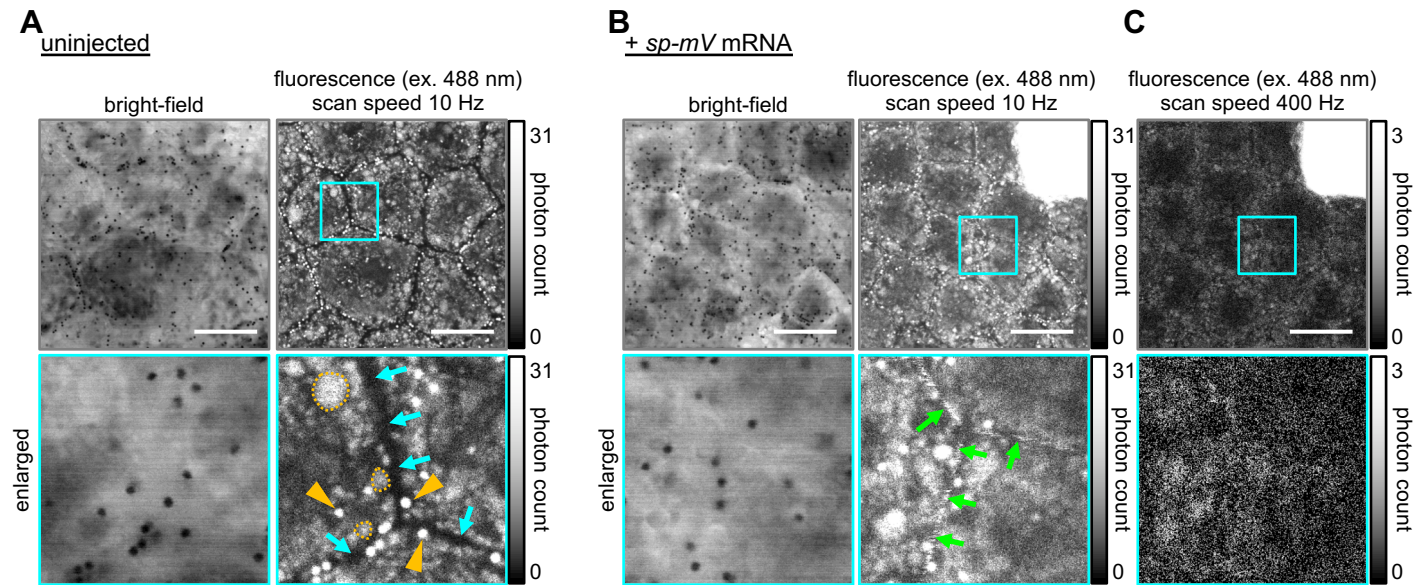 A
uninjected
bright-field
fluorescence (ex. 488 nm)
scan speed 10 Hz
31
photon count
0
enlarged
31
photon count
0
B
+ sp-mV mRNA
bright-field
fluorescence (ex. 488 nm)
scan speed 10 Hz
31
photon count
0
enlarged
31
photon count
0
C
fluorescence (ex. 488 nm)
scan speed 400 Hz
3
photon count
0
3
photon count
0